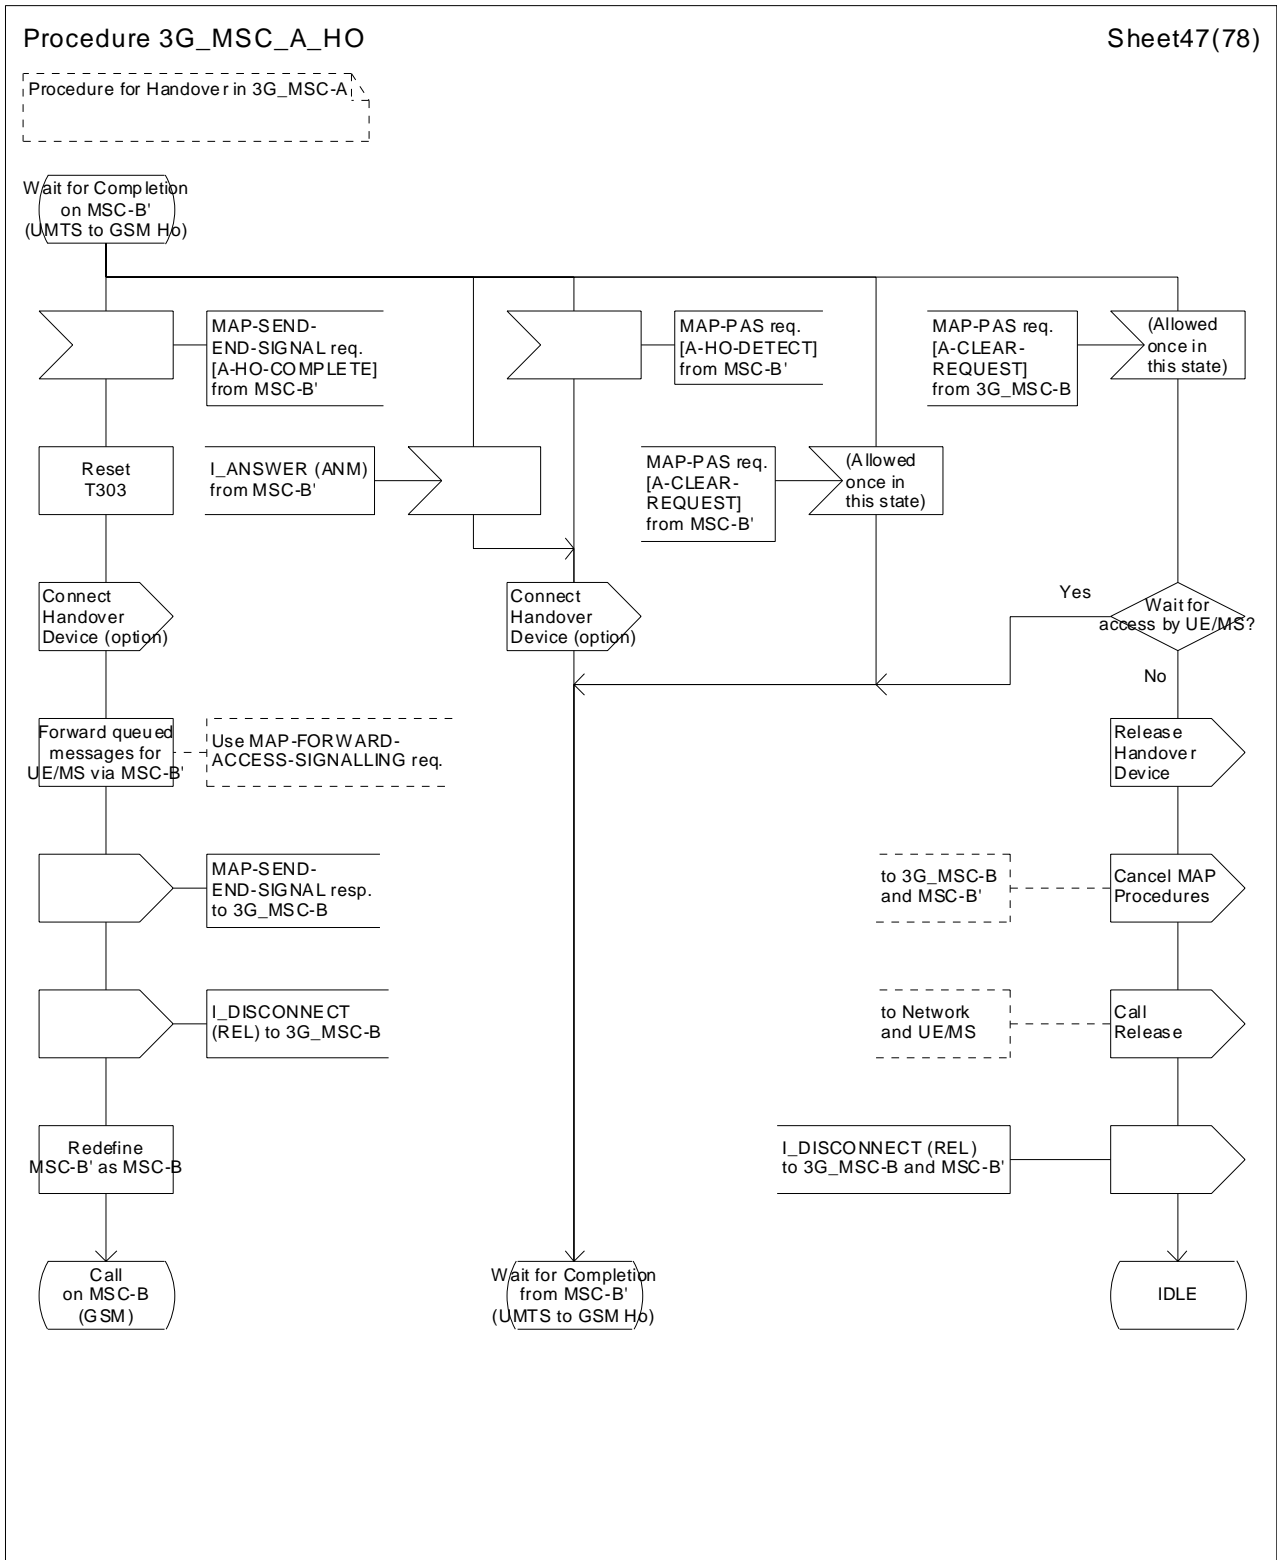 Procedure 3G_MSC_A_HO
Sheet47(78)
Procedure for Handover in 3G_MSC-A
Wait for Completion
on MSC-B'
(UMTS to GSM Ho)
MAP-SEND-
END-SIGNAL req.
[A-HO-COMPLETE]
from MSC-B'
MAP-PAS req.
[A-HO-DETECT]
from MSC-B'
MAP-PAS req.
[A-CLEAR-
REQUEST]
from 3G_MSC-B
(Allowed
once in
this state)
Reset
T303
I_ANSWER (ANM)
from MSC-B'
MAP-PAS req.
[A-CLEAR-
REQUEST]
from MSC-B'
(Allowed
once in
this state)
Connect
Handover
Device (option)
Connect
Handover
Device (option)
Yes
Wait for
access by UE/MS?
No
Forward queued
messages for
UE/MS via MSC-B'
Use MAP-FORWARD-
ACCESS-SIGNALLING req.
Release
Handover
Device
MAP-SEND-
END-SIGNAL resp.
to 3G_MSC-B
to 3G_MSC-B
and MSC-B'
Cancel MAP
Procedures
I_DISCONNECT
(REL) to 3G_MSC-B
to Network
and UE/MS
Call
Release
Redefine
MSC-B' as MSC-B
I_DISCONNECT (REL)
to 3G_MSC-B and MSC-B'
Call
on MSC-B
(GSM)
Wait for Completion
from MSC-B'
(UMTS to GSM Ho)
IDLE